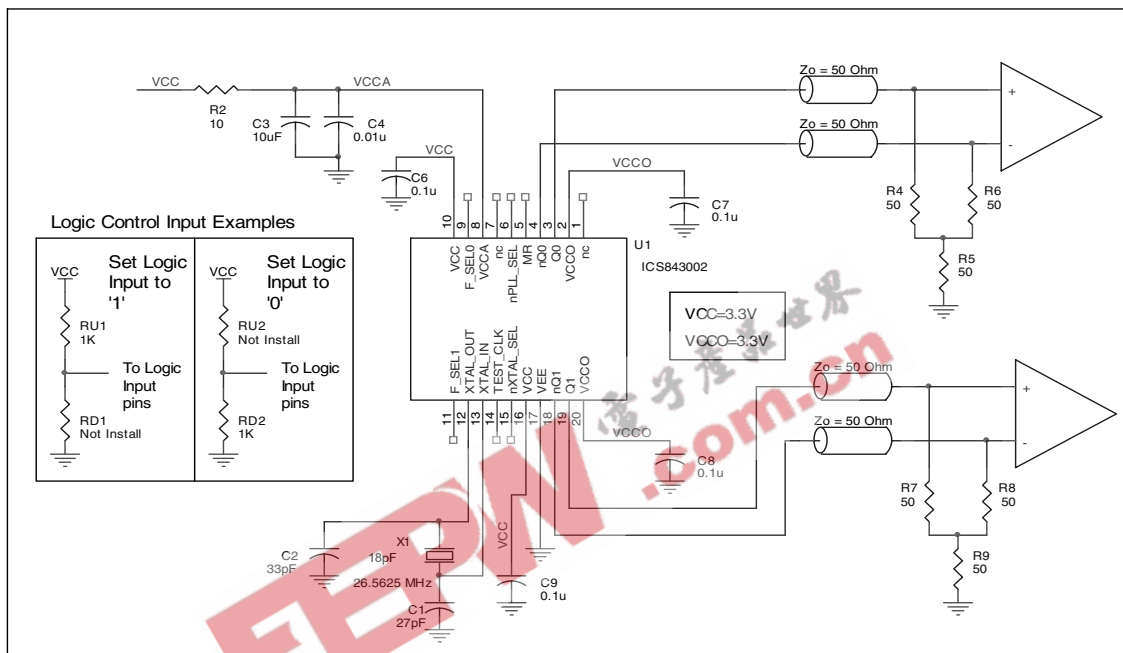 VCC
R2
10
VCCA
C3
10uF
C4
0.01u
VCC
C6
0.1u
VCCO
C7
0.1u
Zo = 50 Ohm
Zo = 50 Ohm
+
-
R4
50
R6
50
R5
50
Logic Control Input Examples
VCC
Set Logic
Input to
'1'
RU1
1K
To Logic
Input
pins
RD1
Not Install
VCC
Set Logic
Input to
'0'
RU2
Not Install
To Logic
Input
pins
RD2
1K
10
9
8
7
6
5
4
3
2
1
VCC
F_SEL0
VCCA
nc
nPLL_SEL
MR
nQ0
Q0
VCCO
nc
U1
ICS843002
F_SEL1
XTAL_OUT
XTAL_IN
TEST_CLK
nXTAL_SEL
VCC
VEE
nQ1
Q1
VCCO
11
12
13
14
15
16
17
18
19
20
VCC=3.3V
VCCO=3.3V
VCCO
C8
0.1u
Zo = 50 Ohm
Zo = 50 Ohm
+
-
R7
50
R8
50
R9
50
C2
33pF
X1
18pF
26.5625 MHz
C1
27pF
VCC
C9
0.1u
電子產品世界
EEPW
.com.cn